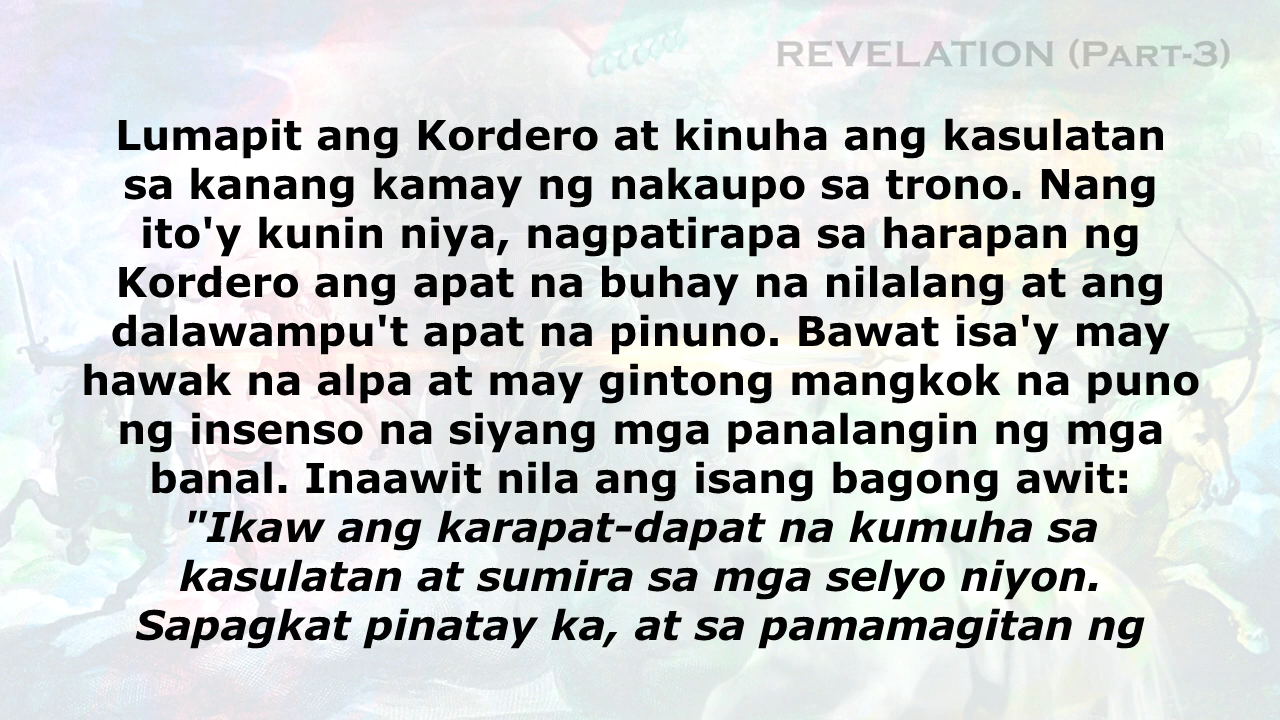 REVELATION (Part-3)
Lumapit ang Kordero at kinuha ang kasulatan
sa kanang kamay ng nakaupo sa trono. Nang
ito'y kunin niya, nagpatirapa sa harapan ng
Kordero ang apat na buhay na nilalang at ang
dalawampu't apat na pinuno. Bawat isa'y may
hawak na alpa at may gintong mangkok na puno
ng insenso na siyang mga panalangin ng mga
banal. Inaawit nila ang isang bagong awit:
"Ikaw ang karapat-dapat na kumuha sa
kasulatan at sumira sa mga selyo niyon.
Sapagkat pinatay ka, at sa pamamagitan ng